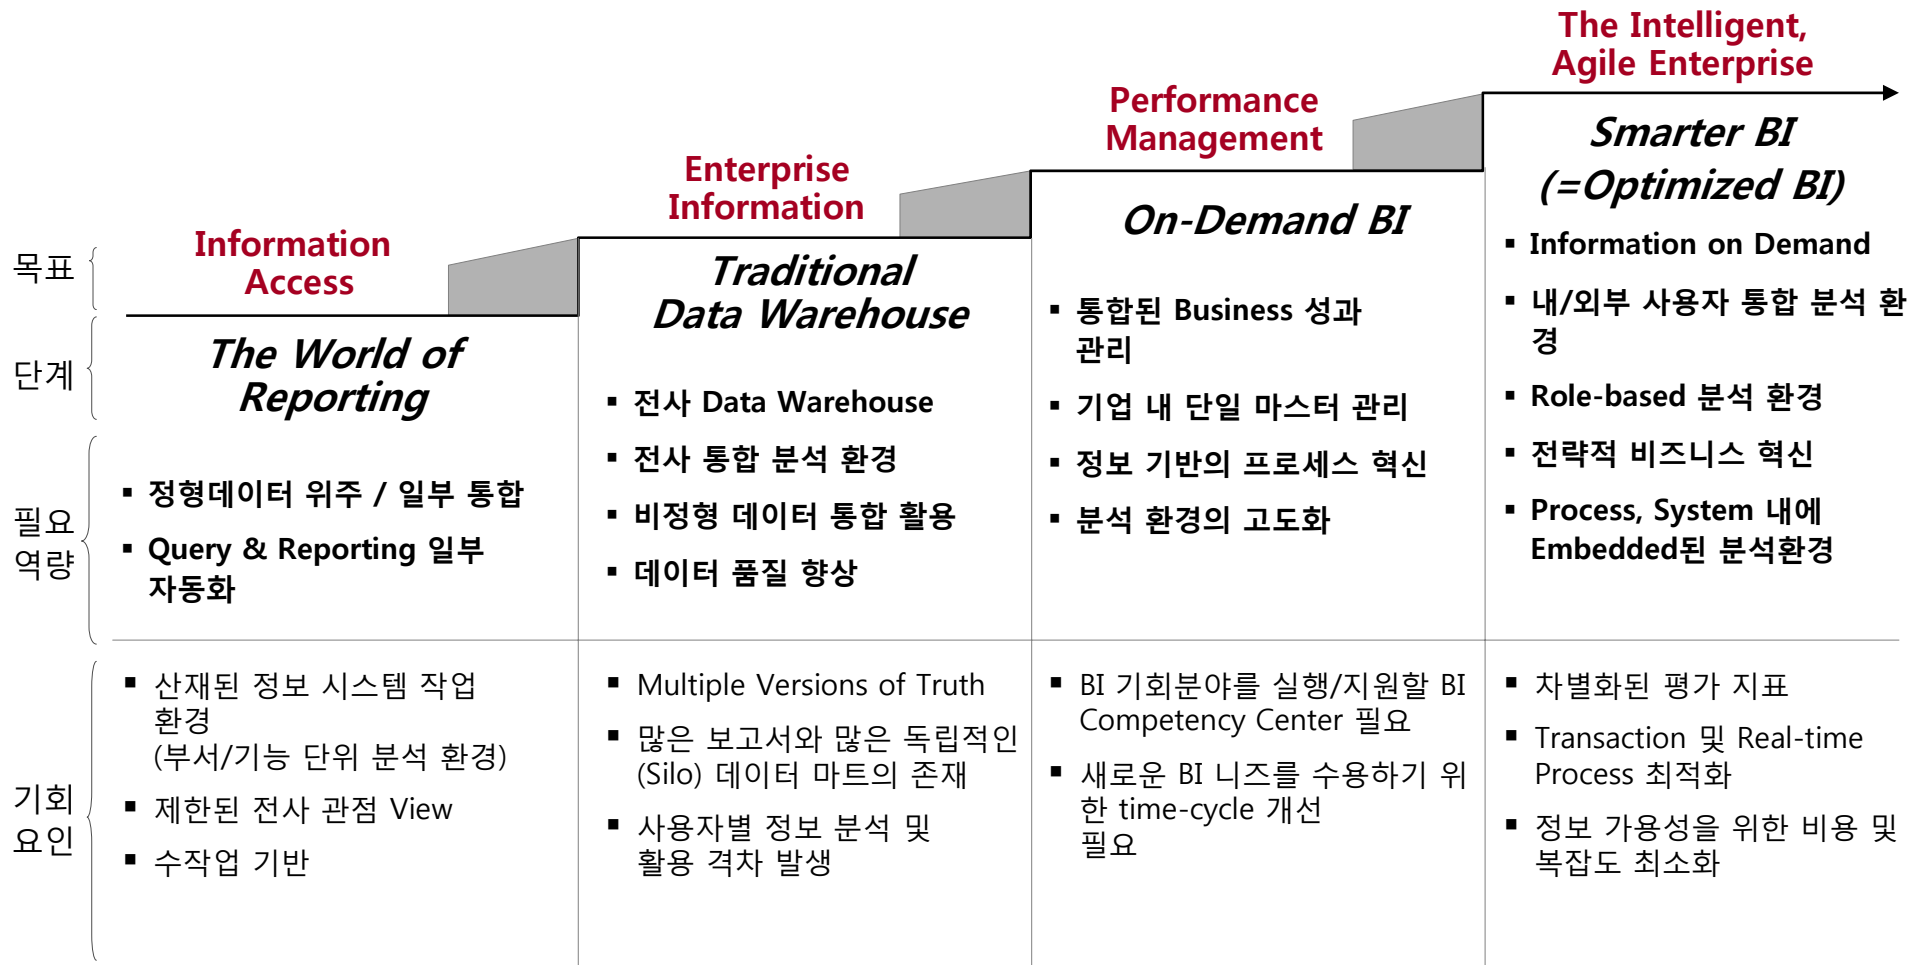 The Intelligent,
Agile Enterprise
Performance
Management
Enterprise
Information
Information
Access
목표
단계
필요
역량
기회
요인
The World of
Reporting
▪ 정형데이터 위주 / 일부 통합
▪ Query & Reporting 일부
자동화
▪ 산재된 정보 시스템 작업
환경
(부서/기능 단위 분석 환경)
▪ 제한된 전사 관점 View
▪ 수작업 기반
Traditional
Data Warehouse
▪ 전사 Data Warehouse
▪ 전사 통합 분석 환경
▪ 비정형 데이터 통합 활용
▪ 데이터 품질 향상
▪ Multiple Versions of Truth
▪ 많은 보고서와 많은 독립적인
(Silo) 데이터 마트의 존재
▪ 사용자별 정보 분석 및
활용 격차 발생
On-Demand BI
▪ 통합된 Business 성과
관리
▪ 기업 내 단일 마스터 관리
▪ 정보 기반의 프로세스 혁신
▪ 분석 환경의 고도화
▪ BI 기회분야를 실행/지원할 BI
Competency Center 필요
▪ 새로운 BI 니즈를 수용하기 위
한 time-cycle 개선
필요
Smarter BI
(=Optimized BI)
▪ Information on Demand
▪ 내/외부 사용자 통합 분석 환
경
▪ Role-based 분석 환경
▪ 전략적 비즈니스 혁신
▪ Process, System 내에
Embedded된 분석환경
▪ 차별화된 평가 지표
▪ Transaction 및 Real-time
Process 최적화
▪ 정보 가용성을 위한 비용 및
복잡도 최소화